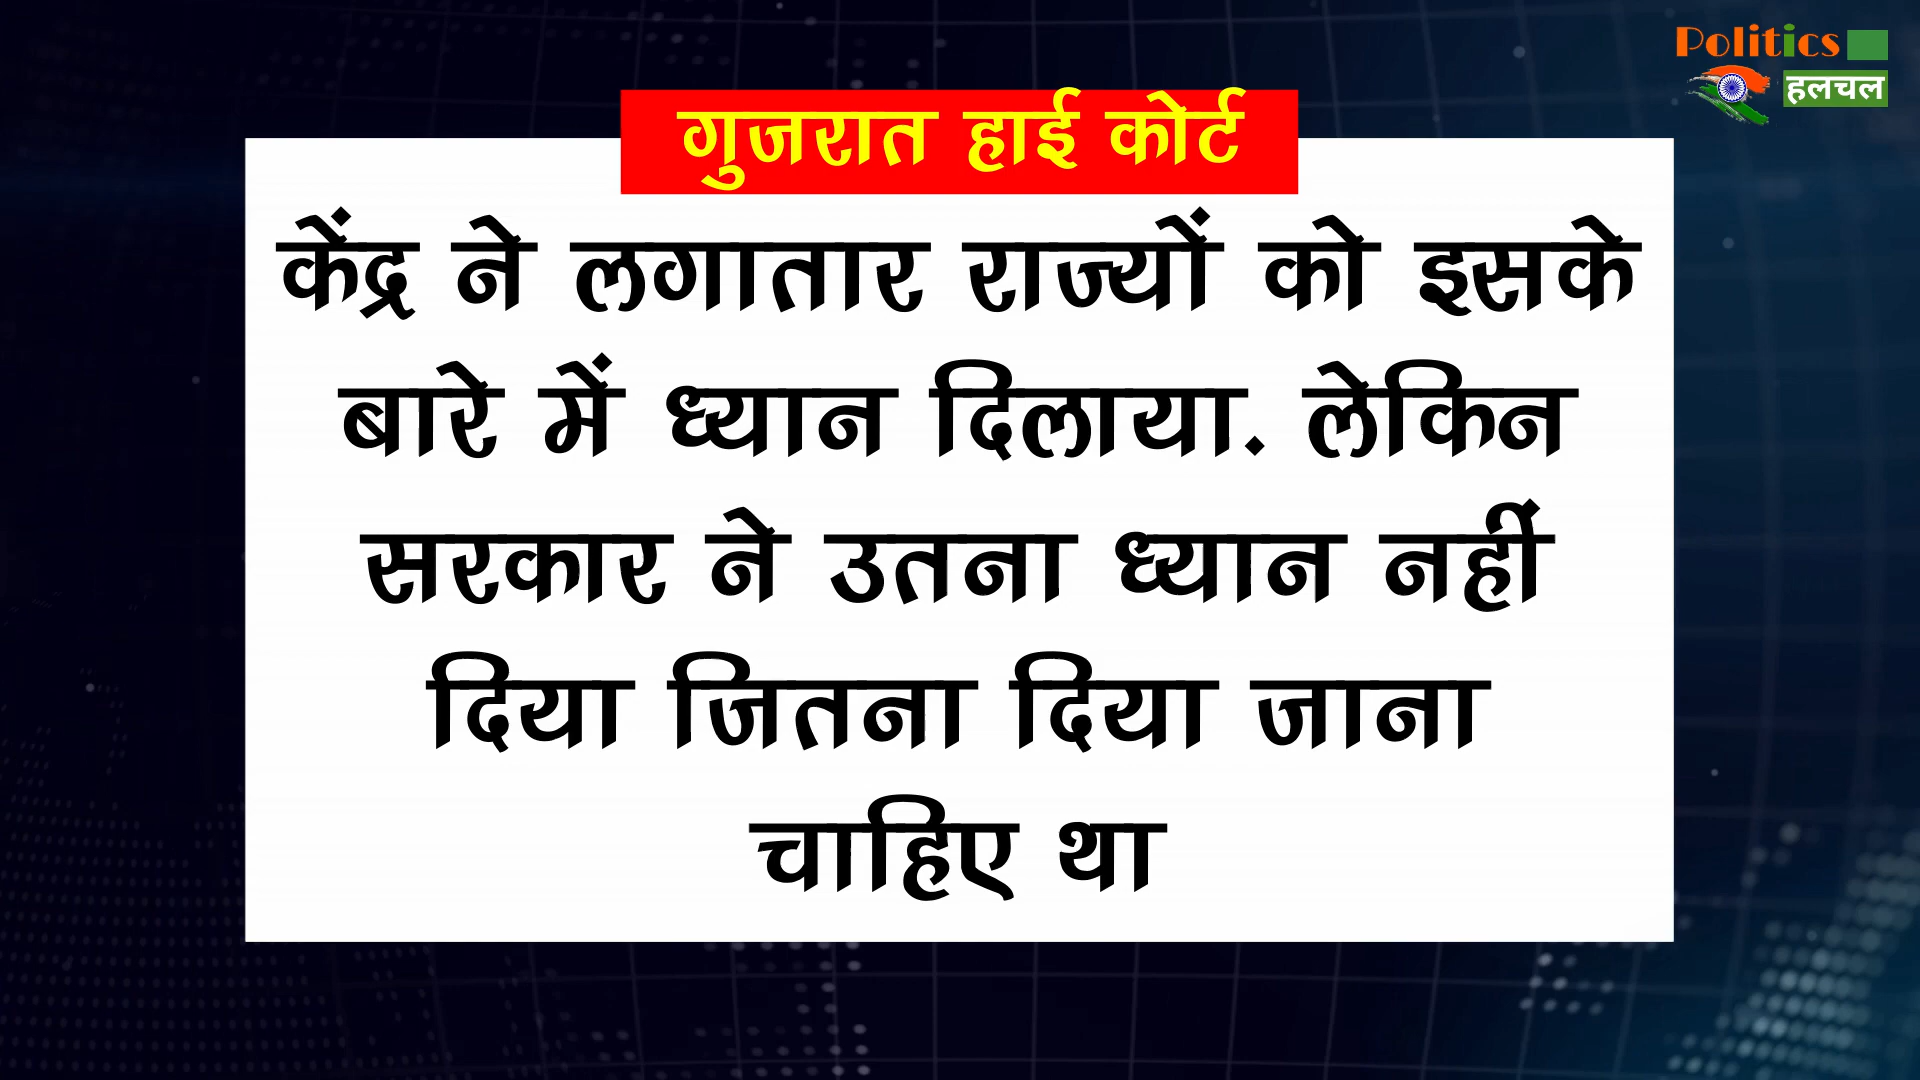 Politics
हलचल
गुजरात हाई कोर्ट
केंद्र ने लगातार राज्यों को इसके
बारे में ध्यान दिलाया. लेकिन
सरकार ने उतना ध्यान नहीं
दिया जितना दिया जाना
चाहिए था